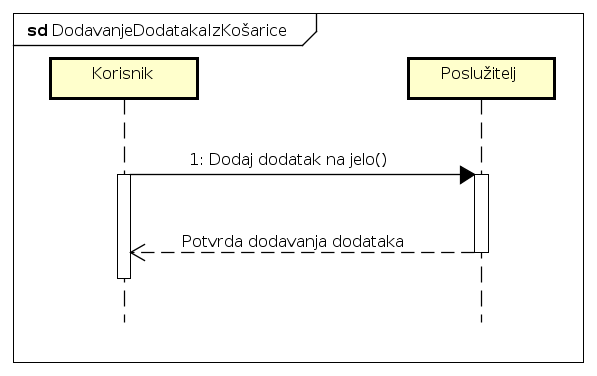 sd DodavanjeDodatakaIzKošarice
Korisnik
Poslužitelj
1: Dodaj dodatak na jelo()
Potvrda dodavanja dodataka